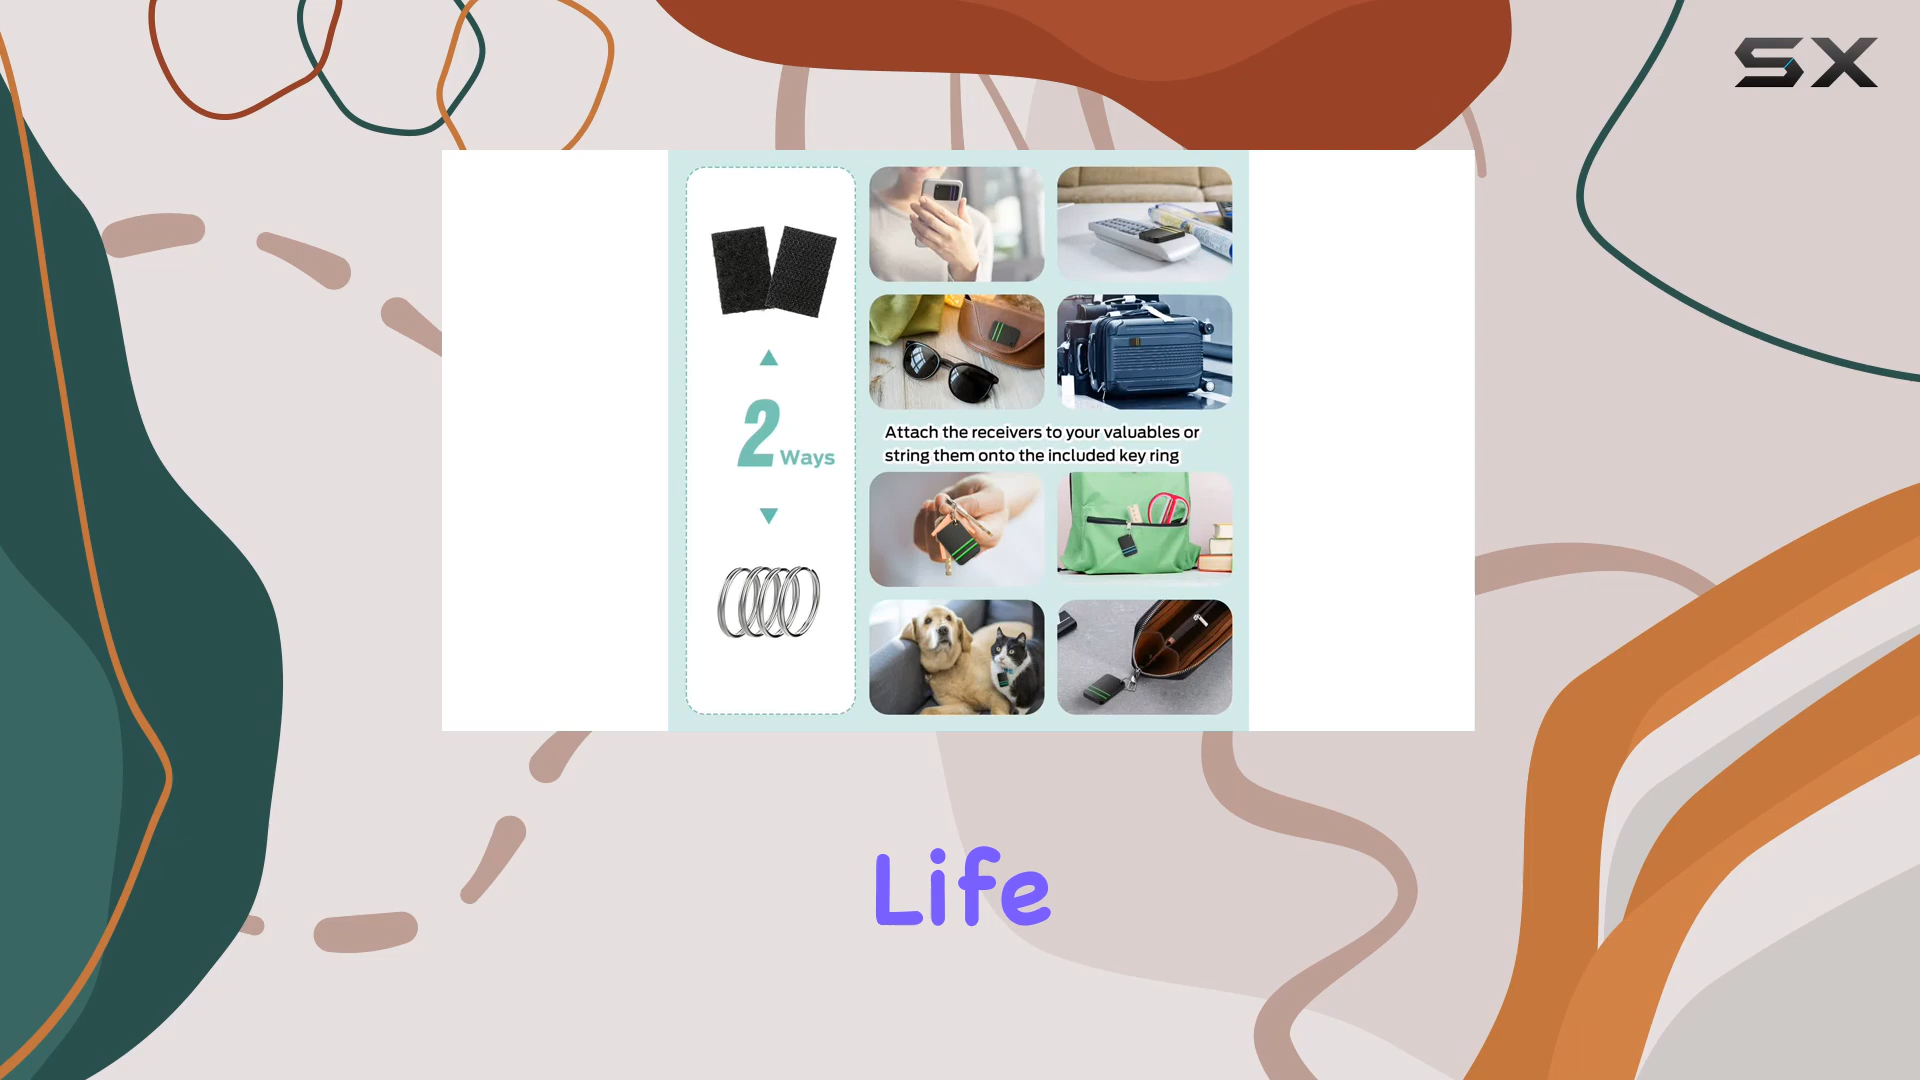 SX
2 Ways
Attach the receivers to your valuables or
string them onto the included key ring
Life